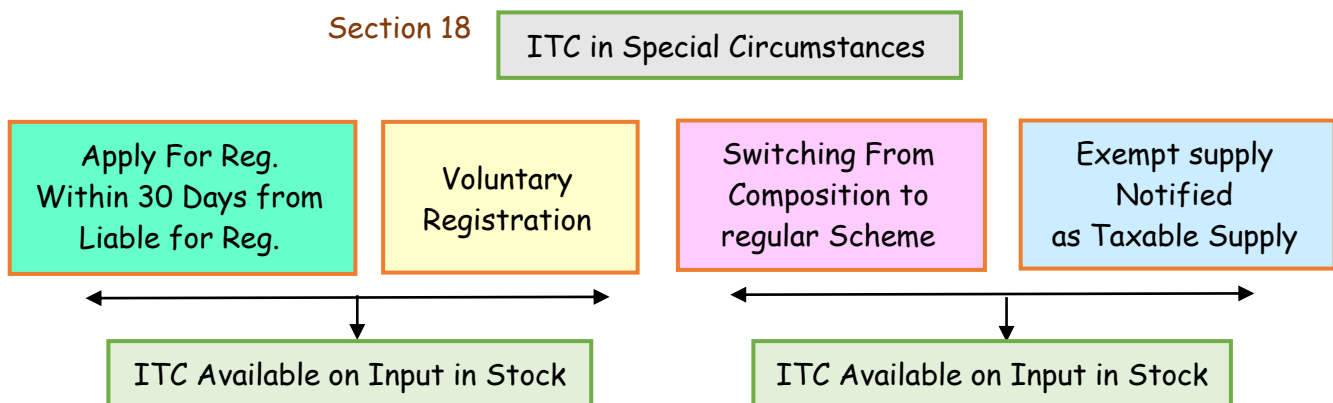 Section 18
ITC in Special Circumstances
Apply For Reg.
Within 30 Days from
Liable for Reg.
Voluntary
Registration
Switching From
Composition to
regular Scheme
Exempt supply
Notified
as Taxable Supply
ITC Available on Input in Stock
ITC Available on Input in Stock